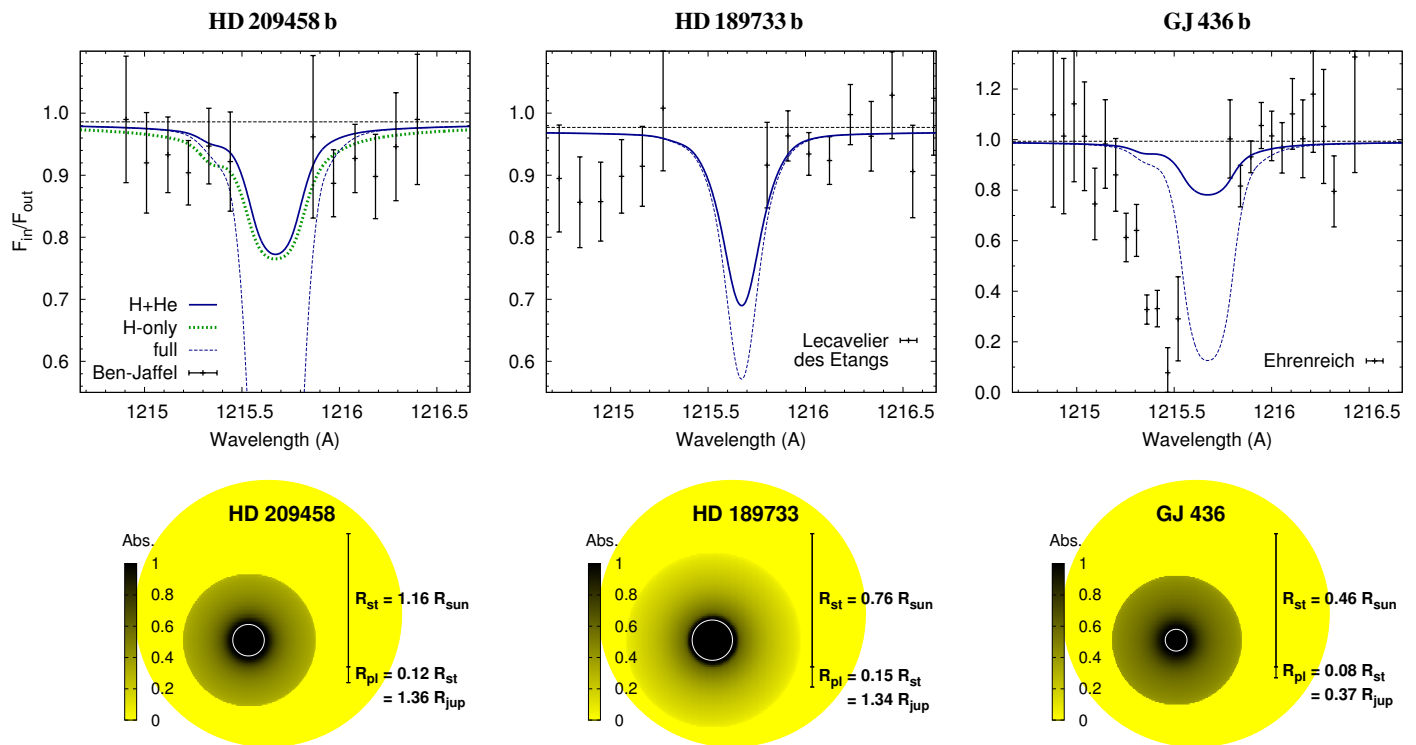 HD 209458 b
HD 189733 b
GJ 436 b
F_in/F_out
1.0
0.9
0.8
0.7
0.6
H+He
H-only
full
Ben-Jaffel
1215
1215.5
1216
1216.5
Wavelength (A)
1.0
0.9
0.8
0.7
0.6
Lecavelier
des Etangs
1215
1215.5
1216
1216.5
Wavelength (A)
1.2
1.0
0.8
0.6
0.4
0.2
0.0
Ehrenreich
1215
1215.5
1216
1216.5
Wavelength (A)
HD 209458
Abs.
1
0.8
0.6
0.4
0.2
0
R_st = 1.16 R_sun
R_pl = 0.12 R_st
= 1.36 R_jup
HD 189733
Abs.
1
0.8
0.6
0.4
0.2
0
R_st = 0.76 R_sun
R_pl = 0.15 R_st
= 1.34 R_jup
GJ 436
Abs.
1
0.8
0.6
0.4
0.2
0
R_st = 0.46 R_sun
R_pl = 0.08 R_st
= 0.37 R_jup